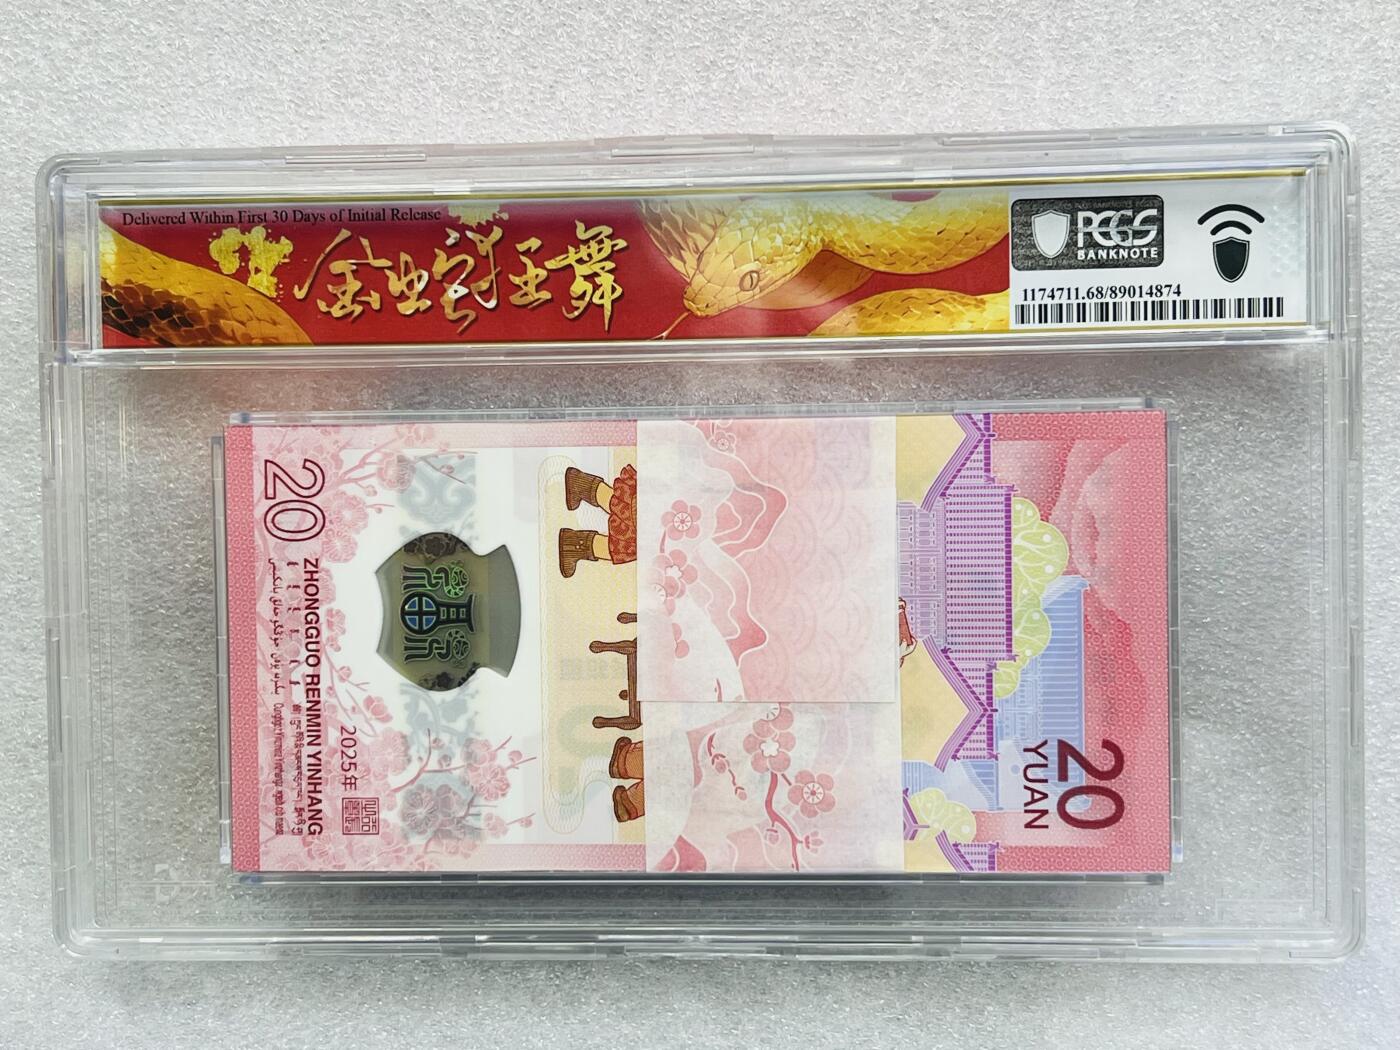 Delivered Within First 30 Days of Initial Release
金蛇狂舞
PCGS
BANKNOTE
1174711.68/89014874
20
ZHONGGUO RENMIN YINHANG
2025年
20
YUAN